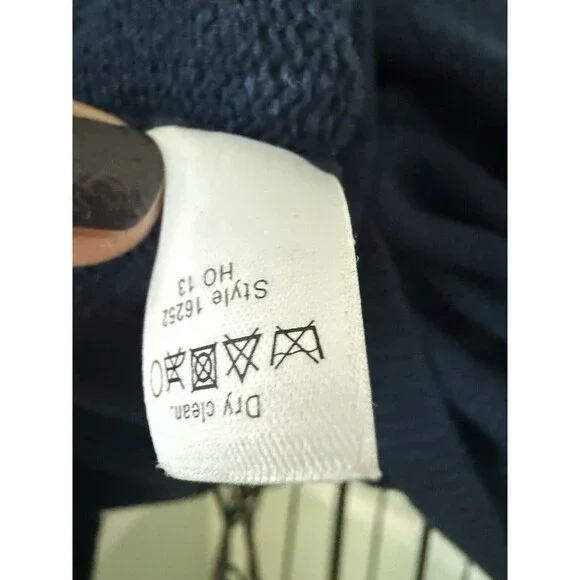 Dry clean.
Style 16252
HO 13